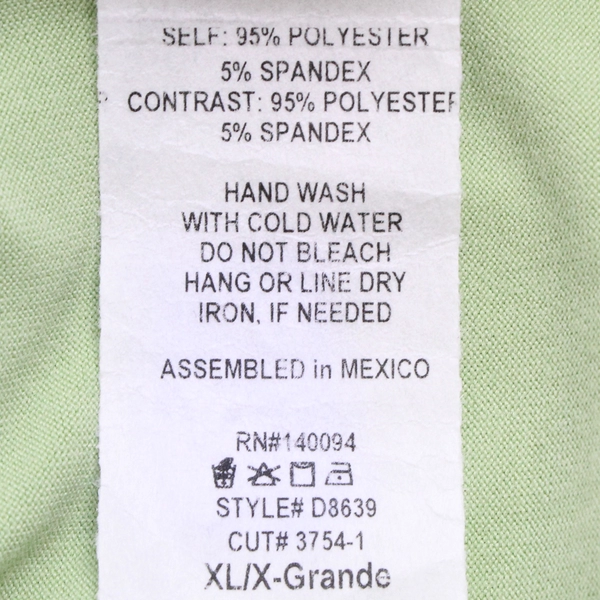 SELF: 95% POLYESTER
5% SPANDEX
CONTRAST: 95% POLYESTER
5% SPANDEX
HAND WASH
WITH COLD WATER
DO NOT BLEACH
HANG OR LINE DRY
IRON, IF NEEDED
ASSEMBLED in MEXICO
RN#140094
STYLE# D8639
CUT# 3754-1
XL/X-Grande